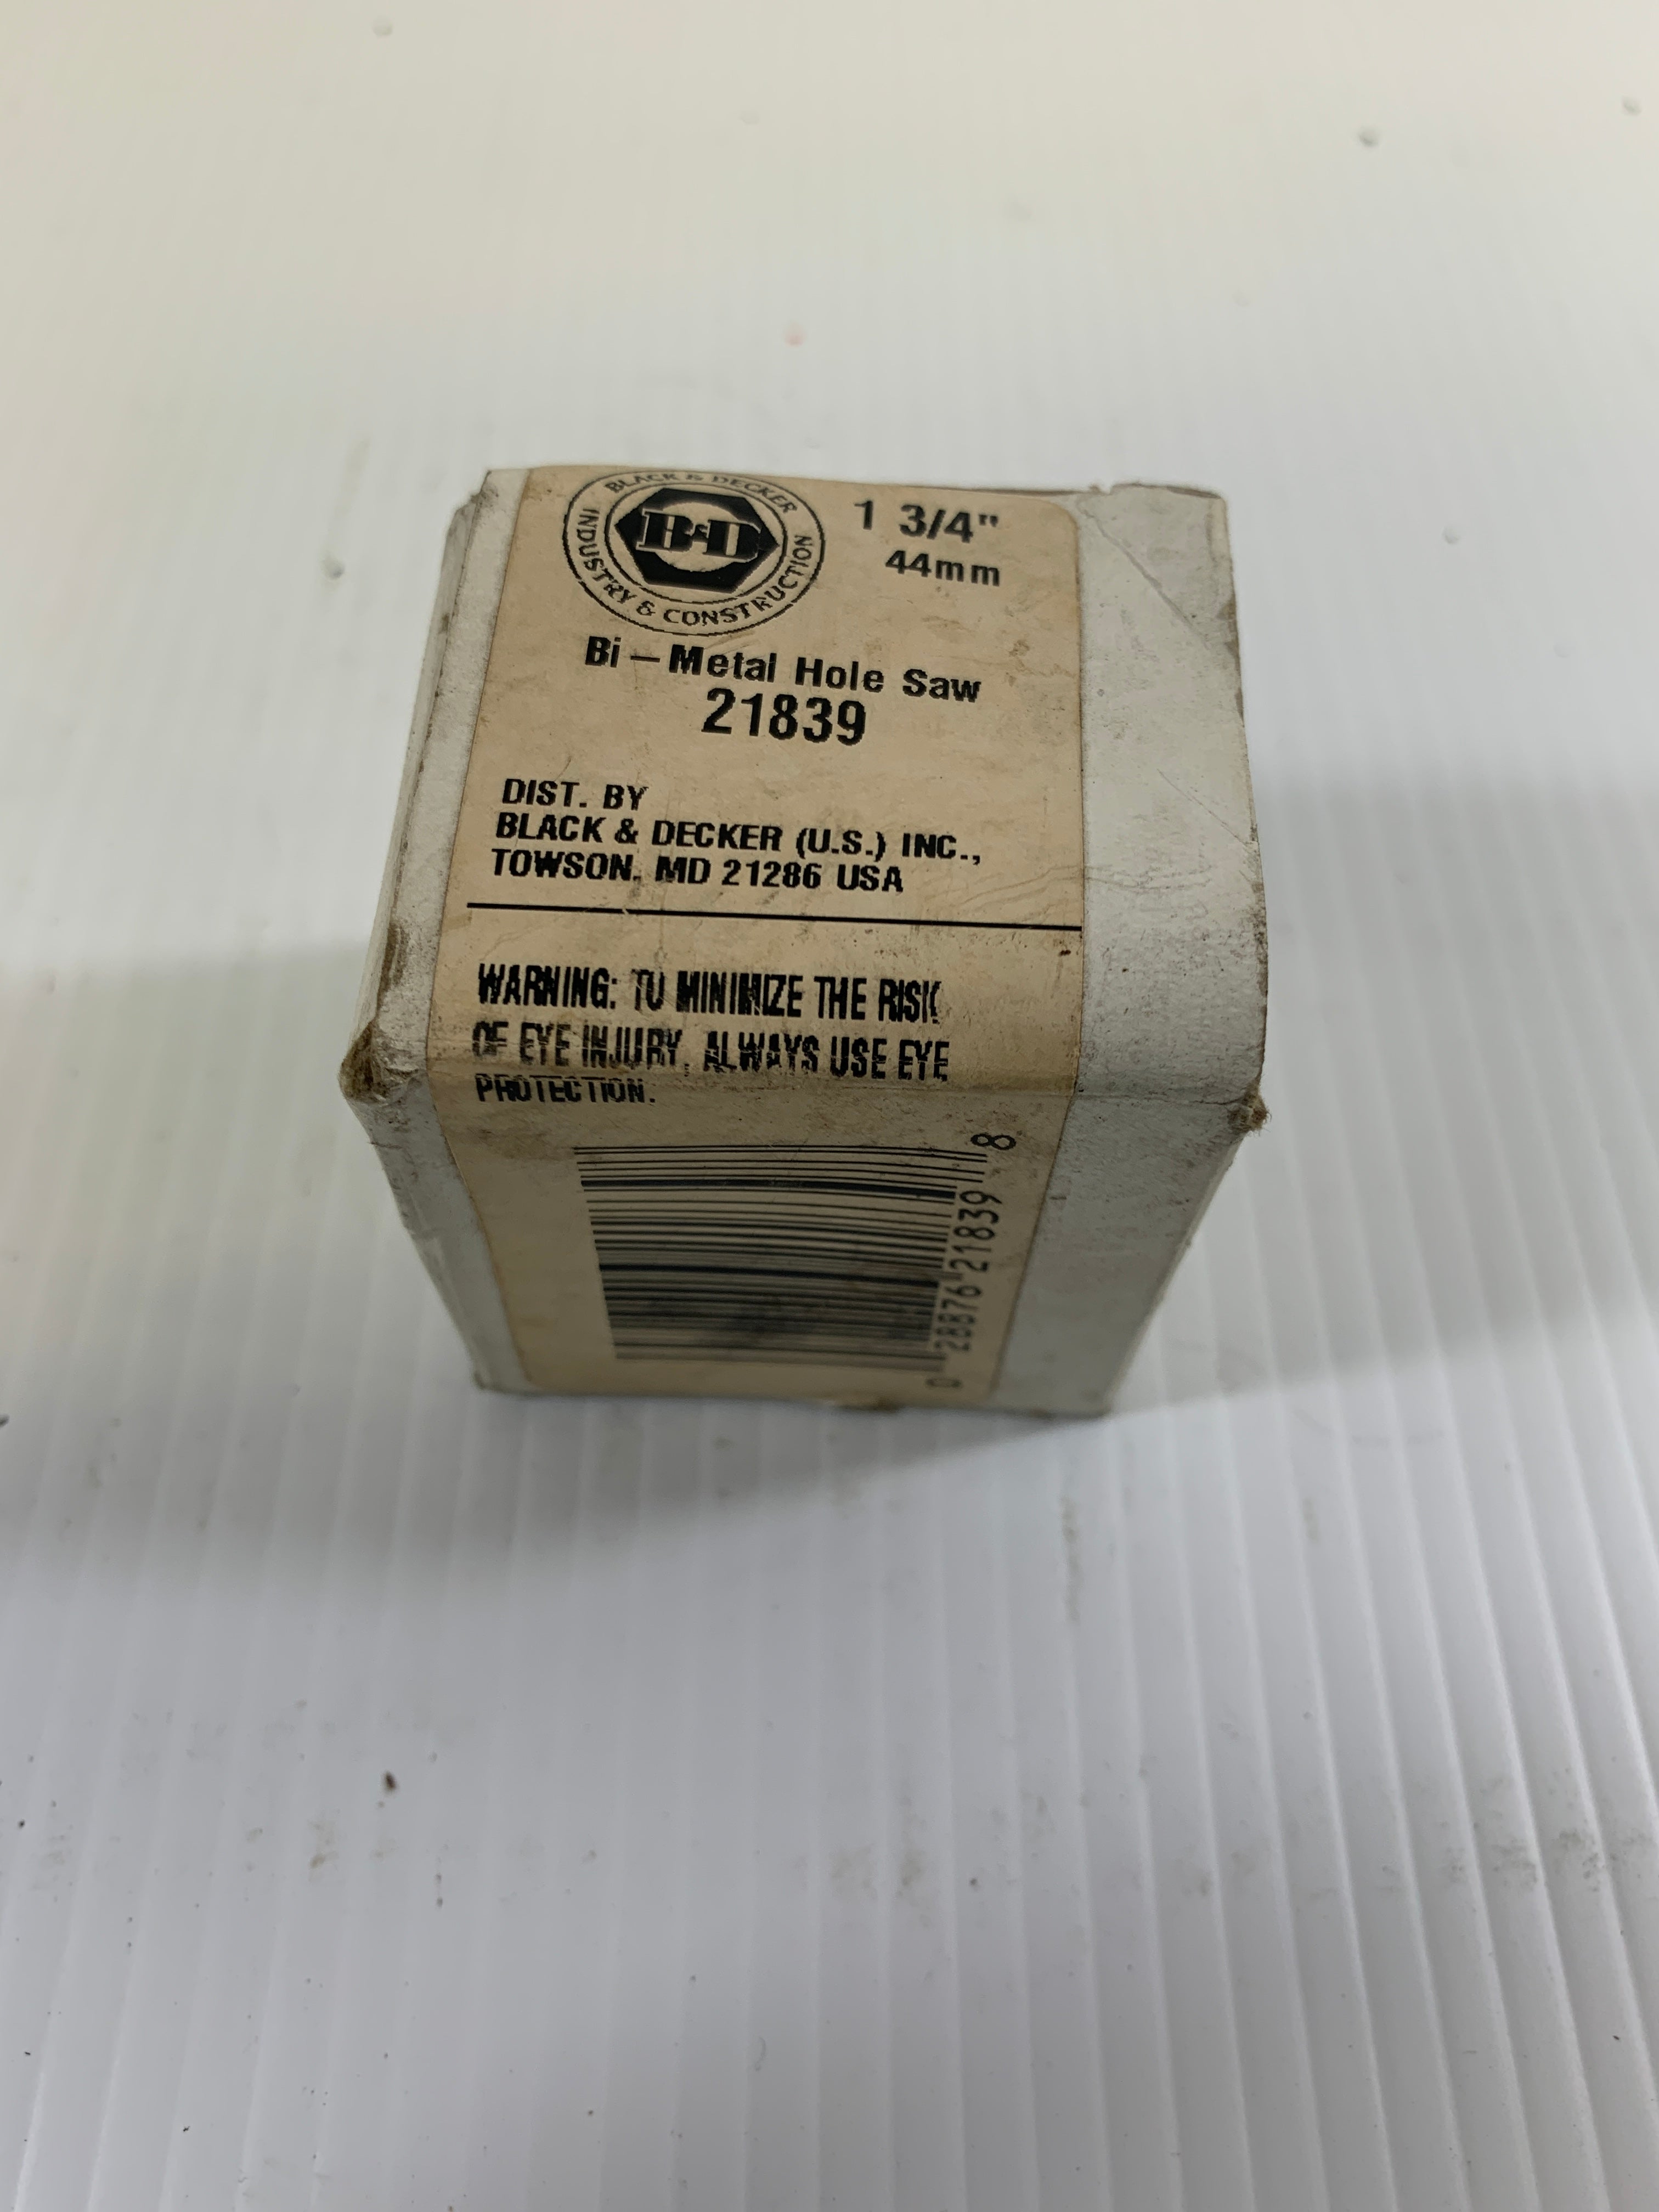 BLACK & DECKER
B&D
INDUSTRY & CONSTRUCTION
1 3/4"
44mm
Bi-Metal Hole Saw
21839
DIST. BY
BLACK & DECKER (U.S.) INC.,
TOWSON, MD 21286 USA
WARNING: TO MINIMIZE THE RISK
OF EYE INJURY, ALWAYS USE EYE
PROTECTION.
0 28876 21839 8